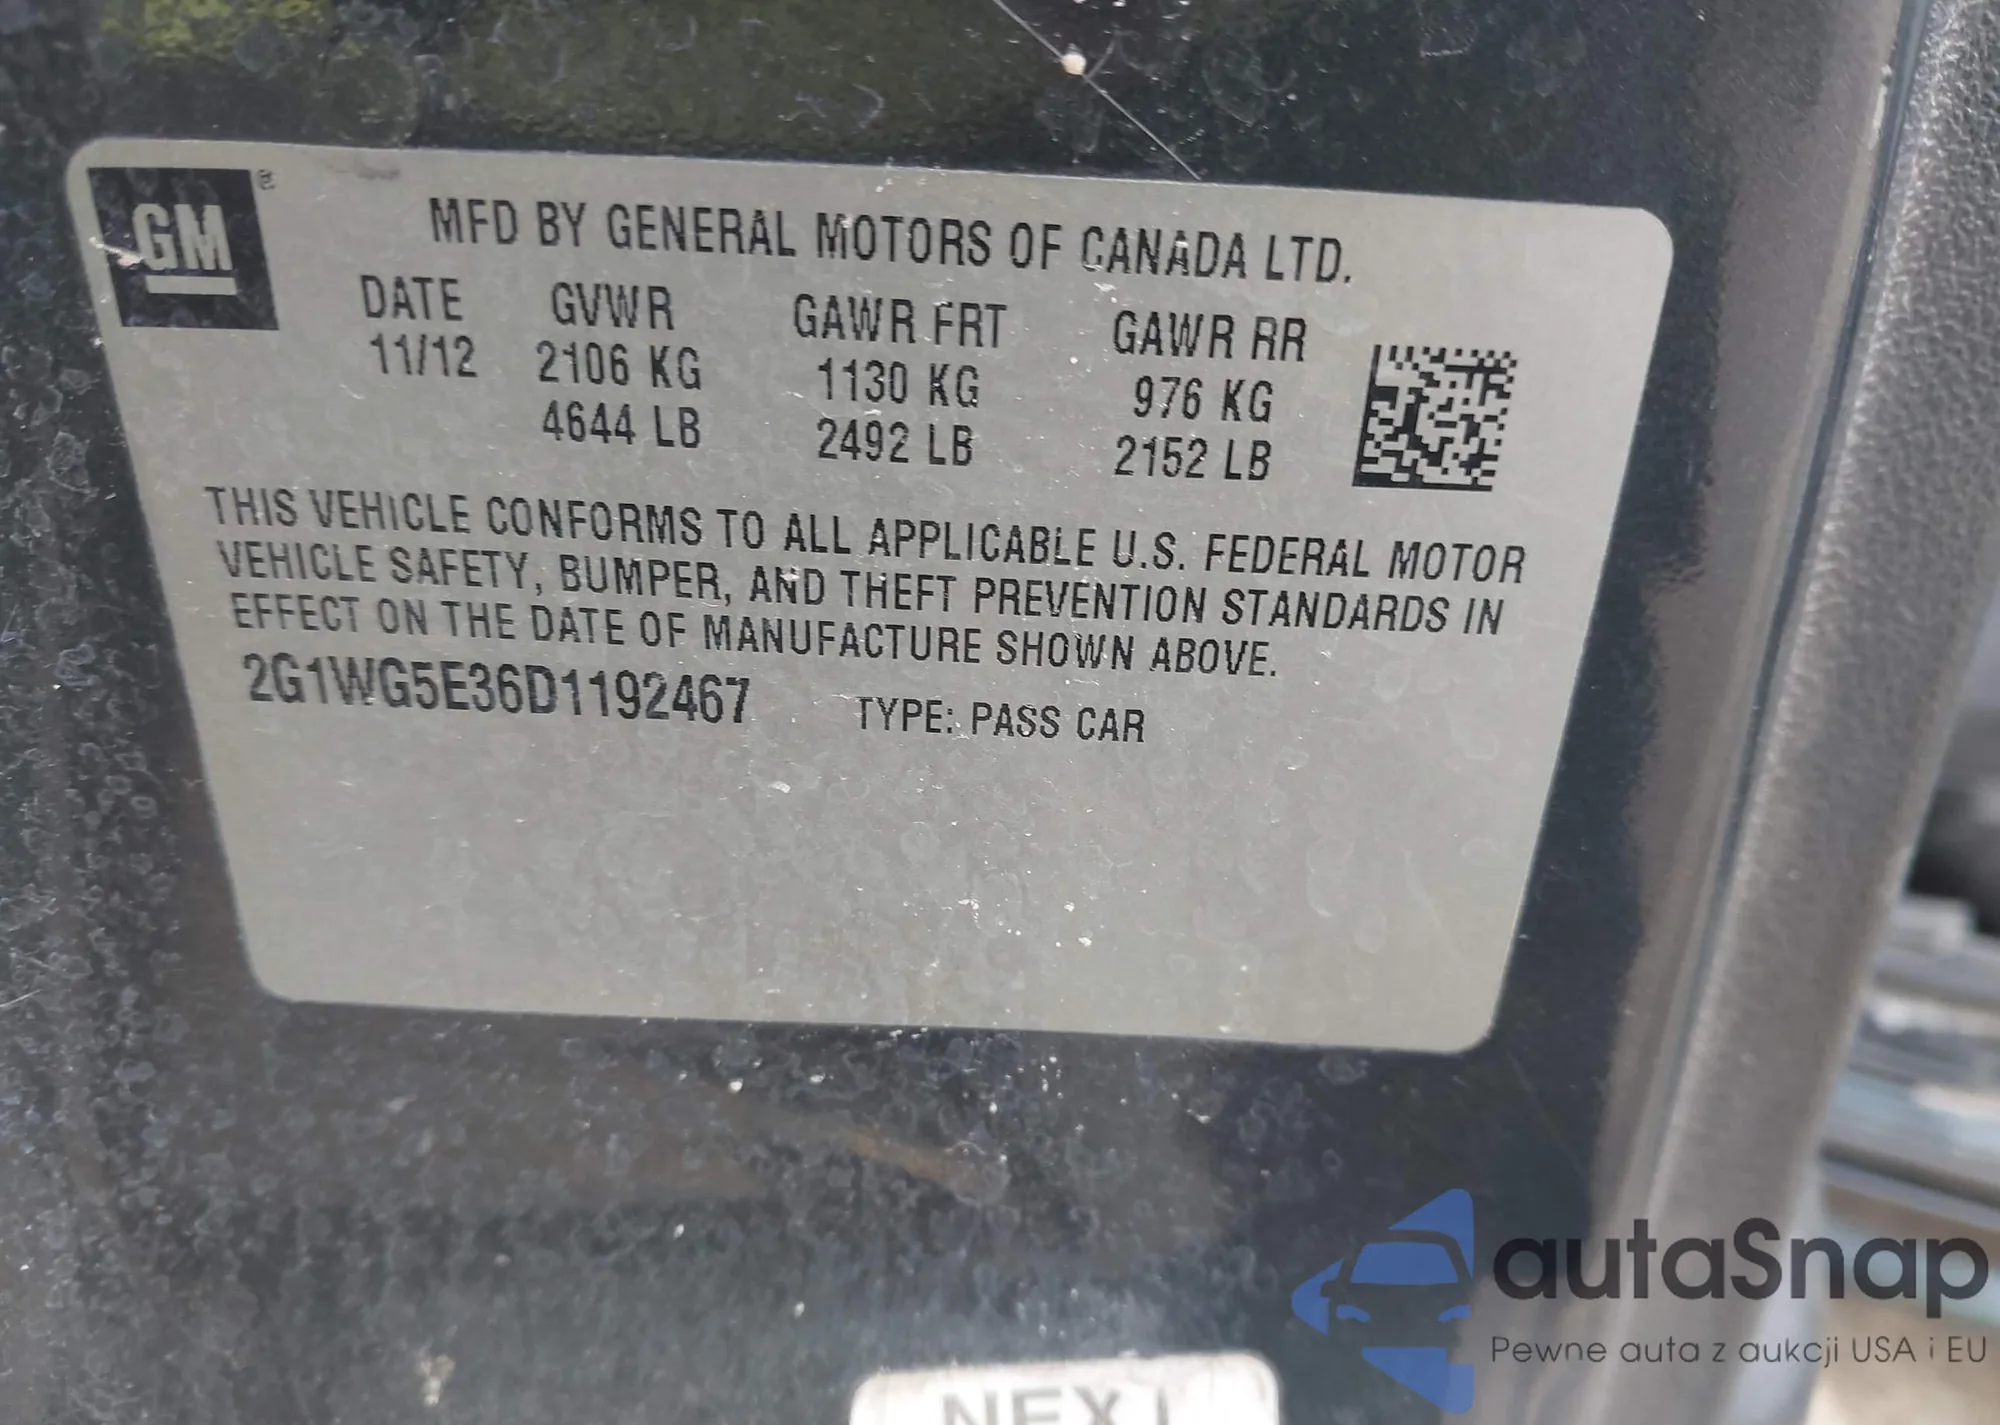 GM ®
MFD BY GENERAL MOTORS OF CANADA LTD.
DATE GVWR GAWR FRT GAWR RR
11/12 2106 KG 1130 KG 976 KG
4644 LB 2492 LB 2152 LB
THIS VEHICLE CONFORMS TO ALL APPLICABLE U.S. FEDERAL MOTOR
VEHICLE SAFETY, BUMPER, AND THEFT PREVENTION STANDARDS IN
EFFECT ON THE DATE OF MANUFACTURE SHOWN ABOVE.
2G1WG5E36D1192467 TYPE: PASS CAR
autaSnap
Pewne auta z aukcji USA i EU
NEXT